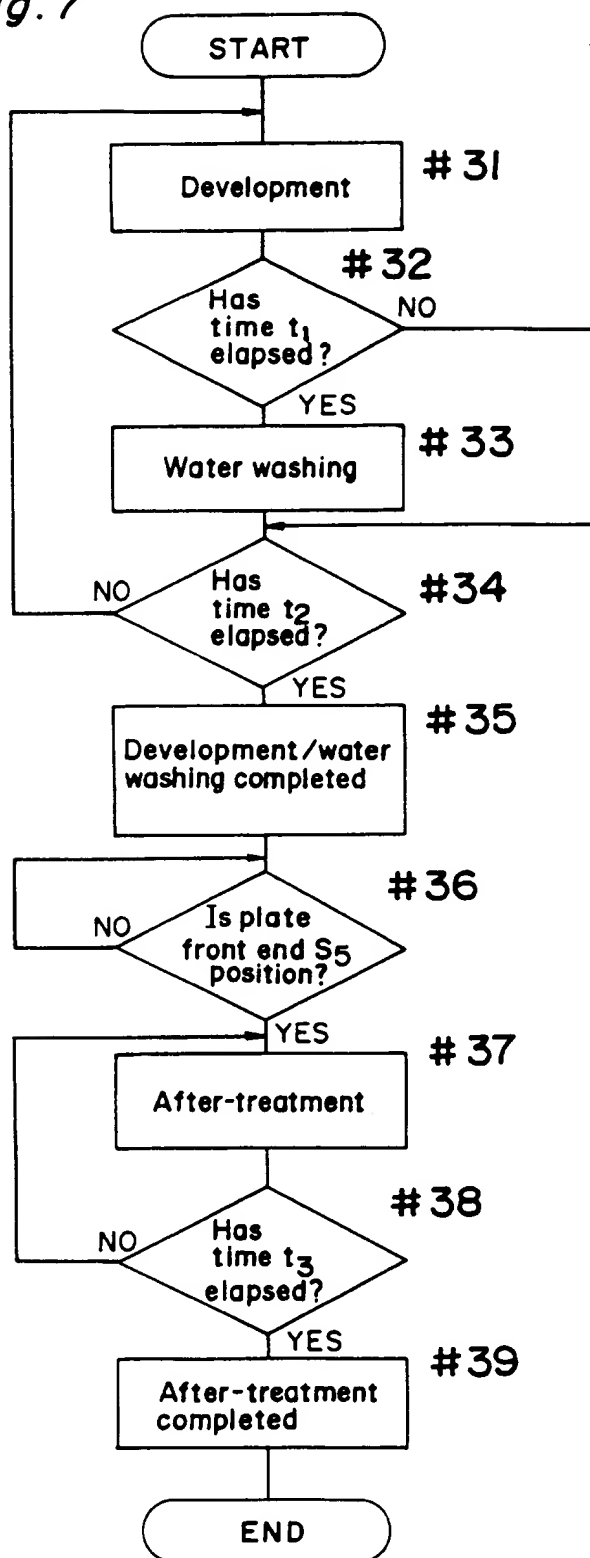 ig. 7
START
Development
#31
#32
Has
time t1
elapsed?
NO
YES
Water washing
#33
NO
Has
time t2
elapsed?
#34
YES
Development/water
washing completed
#35
#36
NO
Is plate
front end S5
position?
YES
After-treatment
#37
#38
NO
Has
time t3
elapsed?
YES
After-treatment
completed
#39
END